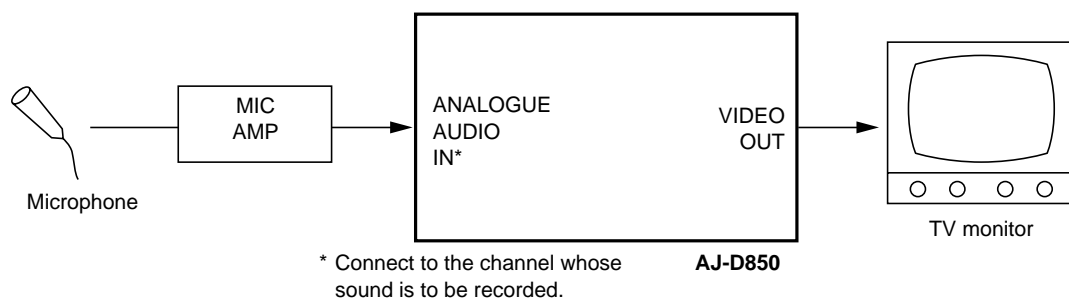 MIC
AMP
ANALOGUE
AUDIO
IN*
VIDEO
OUT
Microphone
TV monitor
* Connect to the channel whose
sound is to be recorded.
AJ-D850